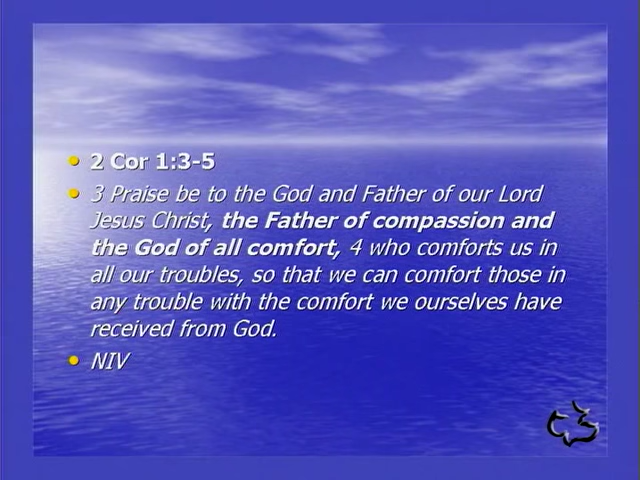 2 Cor 1:3-5
3 Praise be to the God and Father of our Lord
Jesus Christ, the Father of compassion and
the God of all comfort, 4 who comforts us in
all our troubles, so that we can comfort those in
any trouble with the comfort we ourselves have
received from God.
NIV